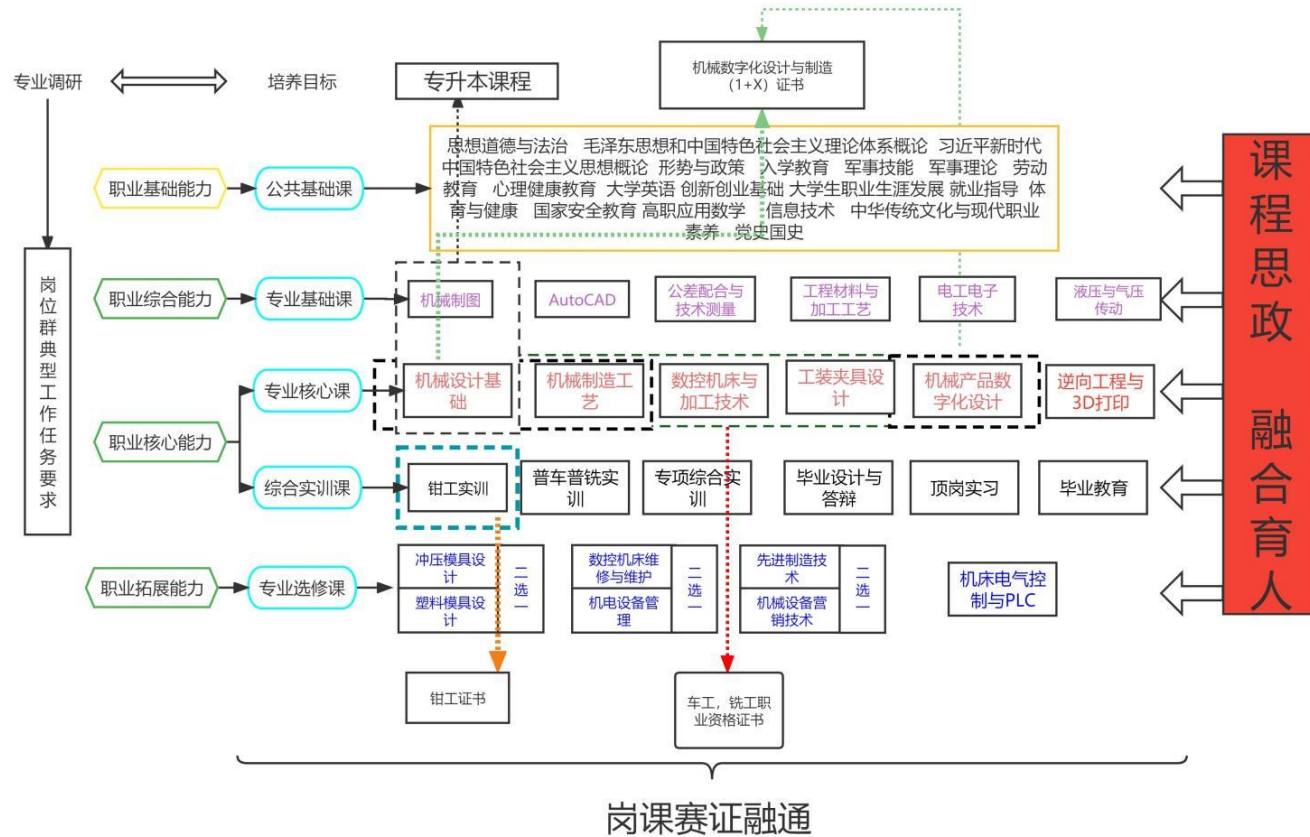 专业调研
培养目标
专升本课程
机械数字化设计与制造
（1+X）证书
思想道德与法治 毛泽东思想和中国特色社会主义理论体系概论 习近平新时代
中国特色社会主义思想概论 形势与政策 入学教育 军事技能 军事理论 劳动
教育 心理健康教育 大学英语 创新创业基础 大学生职业生涯发展 就业指导 体
育与健康 国家安全教育 高职应用数学 信息技术 中华传统文化与现代职业
素养 党史国史
职业基础能力
公共基础课
课程思政 融合育人
岗位群典型工作任务要求
职业综合能力
专业基础课
机械制图
AutoCAD
公差配合与
技术测量
工程材料与
加工工艺
电工电子
技术
液压与气压
传动
职业核心能力
专业核心课
机械设计基
础
机械制造工
艺
数控机床与
加工技术
工装夹具设
计
机械产品数
字化设计
逆向工程与
3D打印
综合实训课
钳工实训
普车普铣实
训
专项综合实
训
毕业设计与
答辩
顶岗实习
毕业教育
职业拓展能力
专业选修课
冲压模具设
计
塑料模具设
计
二选一
数控机床维
修与维护
机电设备管
理
二选一
先进制造技
术
机械设备营
销技术
二选一
机床电气控
制与PLC
钳工证书
车工，铣工职
业资格证书
岗课赛证融通